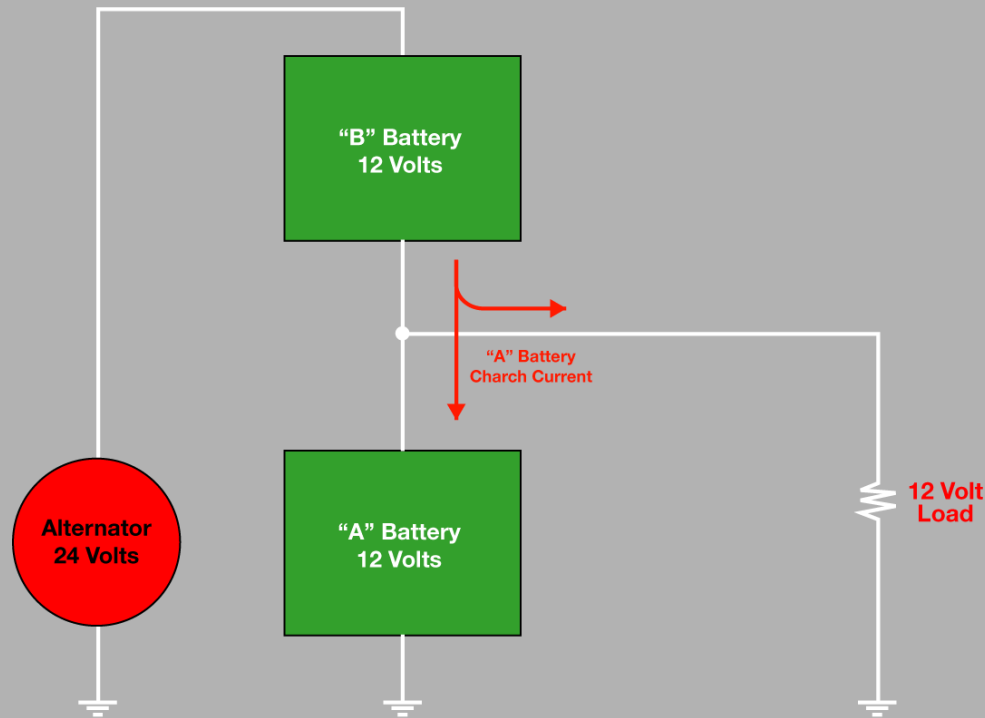 “B” Battery
12 Volts
“A” Battery
Charch Current
Alternator
24 Volts
“A” Battery
12 Volts
12 Volt
Load